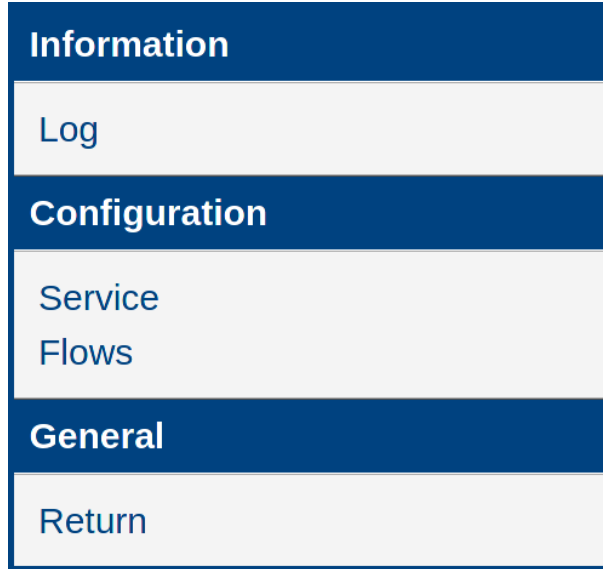 Information
Log
Configuration
Service
Flows
General
Return